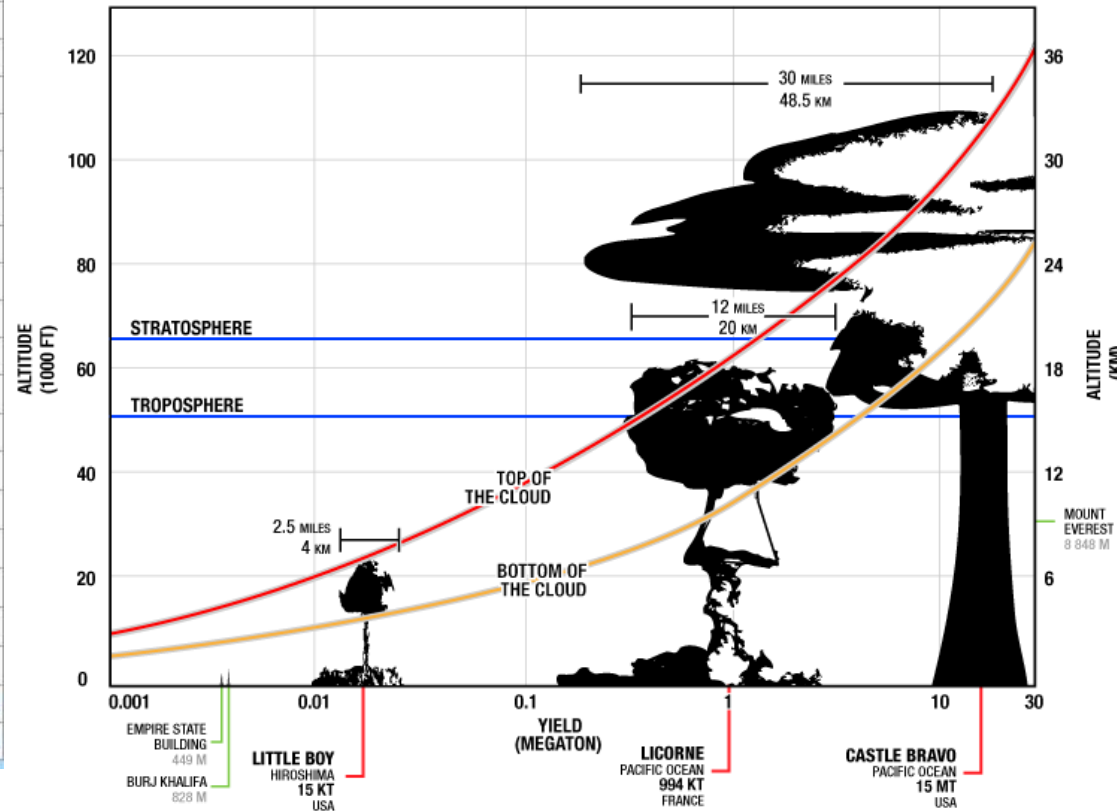 120
100
80
60
40
20
0
ALTITUDE
(1000 FT)
36
30
24
18
12
6
ALTITUDE
(KM)
30 MILES
48.5 KM
12 MILES
20 KM
STRATOSPHERE
TROPOSPHERE
TOP OF
THE CLOUD
2.5 MILES
4 KM
BOTTOM OF
THE CLOUD
MOUNT
EVEREST
8 848 M
0.001
0.01
0.1
1
10
30
YIELD
(MEGATON)
EMPIRE STATE
BUILDING
449 M
BURJ KHALIFA
828 M
LITTLE BOY
HIROSHIMA
15 KT
USA
LICORNE
PACIFIC OCEAN
994 KT
FRANCE
CASTLE BRAVO
PACIFIC OCEAN
15 MT
USA